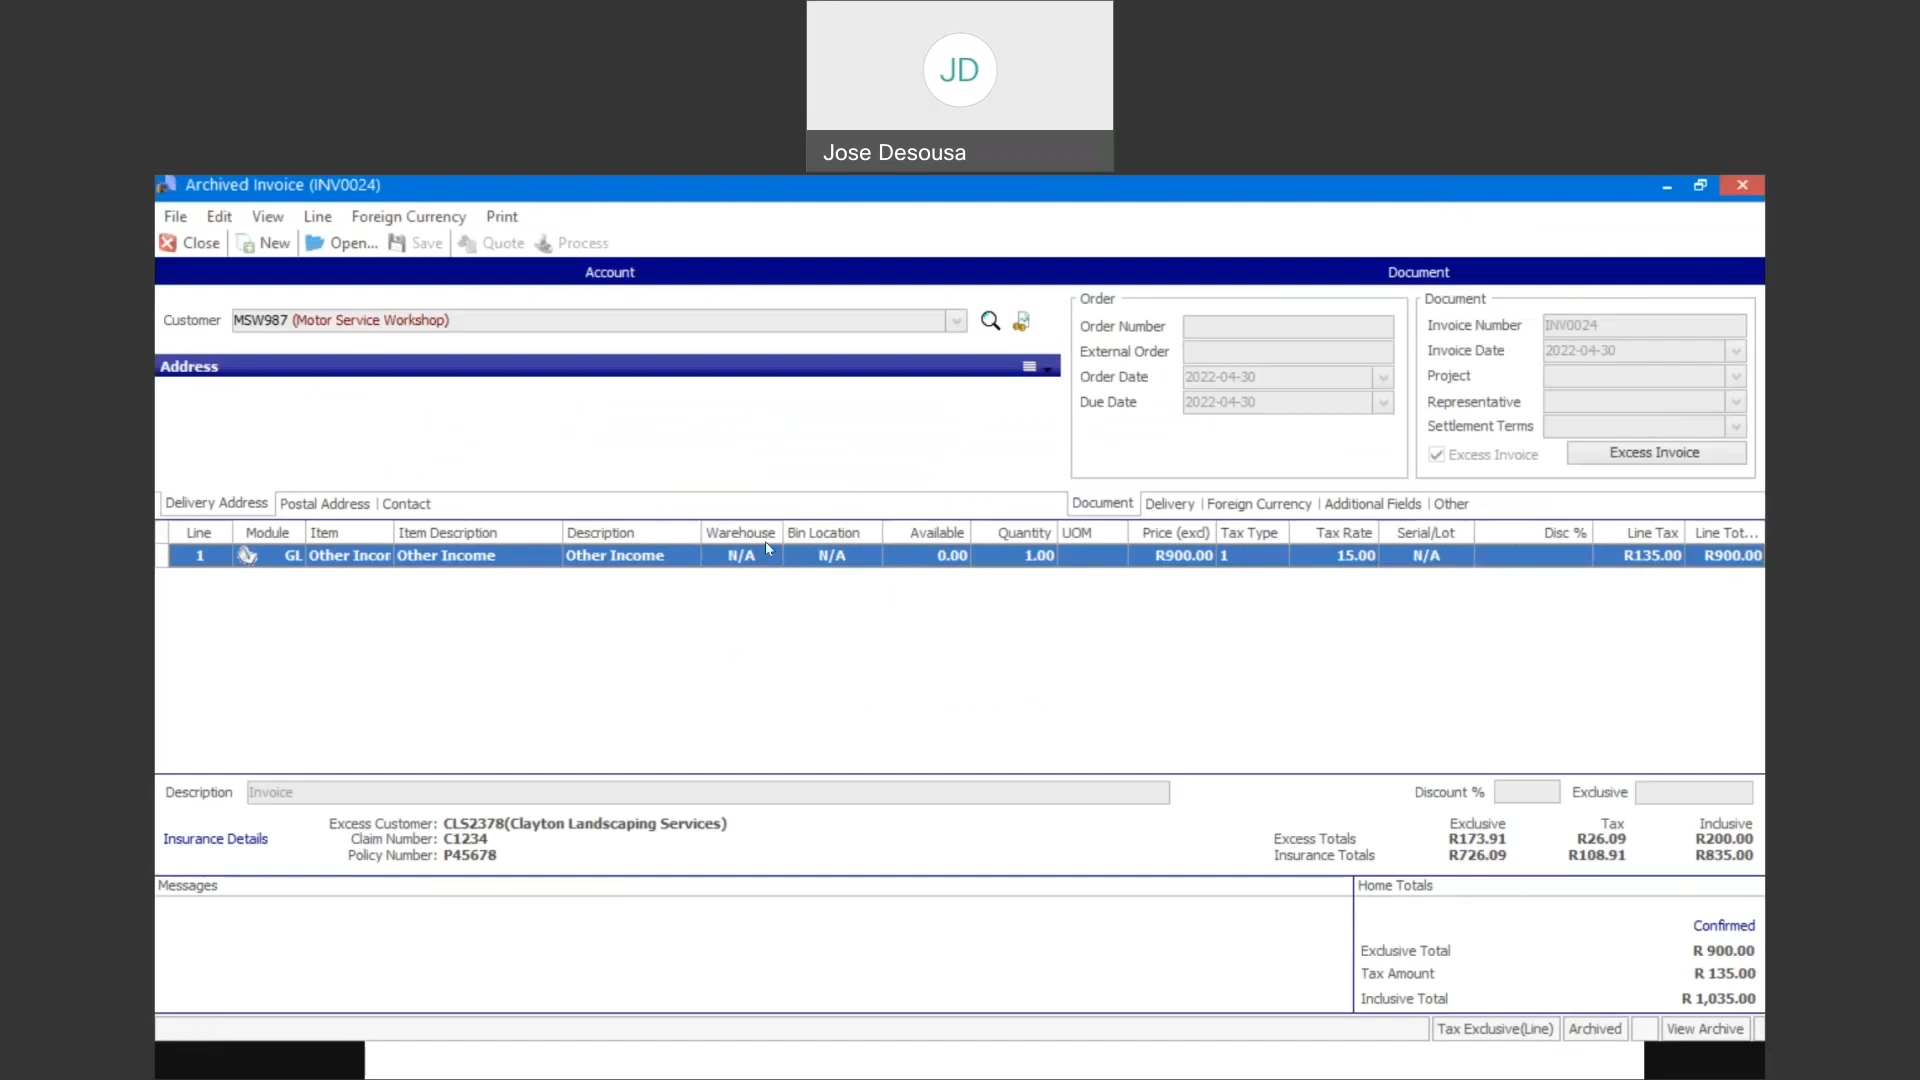 JD
Jose Desousa
Archived Invoice (INV0024)
File Edit View Line Foreign Currency Print
Close New Open... Save Quote Process
Account Document
Customer MSW987 (Motor Service Workshop)
Address
Order
Order Number
External Order
Order Date 2022-04-30
Due Date 2022-04-30
Document
Invoice Number INV0024
Invoice Date 2022-04-30
Project
Representative
Settlement Terms
Excess Invoice Excess Invoice
Delivery Address Postal Address Contact Document Delivery Foreign Currency Additional Fields Other
Line Module Item Item Description Description Warehouse Bin Location Available Quantity UOM Price (excl) Tax Type Tax Rate Serial/Lot Disc % Line Tax Line Tot...
1 GL Other Incor Other Income Other Income N/A N/A 0.00 1.00 R900.00 1 15.00 N/A R135.00 R900.00
Description Invoice Discount % Exclusive
Insurance Details
Excess Customer: CLS2378(Clayton Landscaping Services)
Claim Number: C1234
Policy Number: P45678
Exclusive Tax Inclusive
Excess Totals R173.91 R26.09 R200.00
Insurance Totals R726.09 R108.91 R835.00
Messages
Home Totals
Confirmed
Exclusive Total R 900.00
Tax Amount R 135.00
Inclusive Total R 1,035.00
Tax Exclusive(Line) Archived View Archive